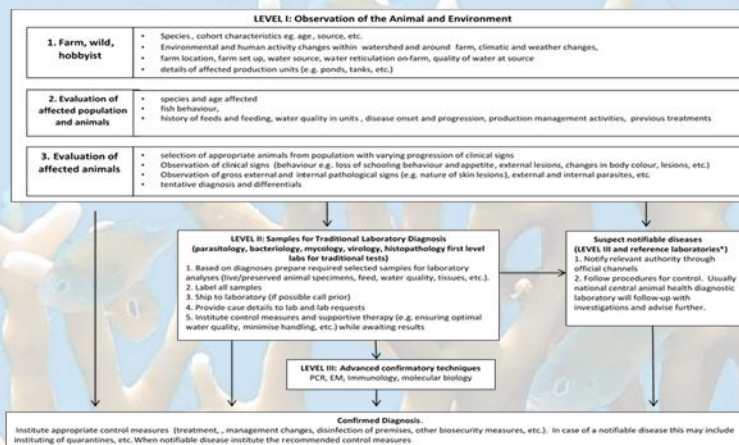 LEVEL I: Observation of the Animal and Environment
1. Farm, wild,
hobbyist
• Species , cohort characteristics eg. age , source, etc.
• Environmental and human activity changes within watershed and around farm, climatic and weather changes,
• farm location, farm set up, water source, water reticulation on-farm, quality of water at source
• details of affected production units (e.g. ponds, tanks, etc.)
2. Evaluation of
affected population
and animals
• species and age affected
• fish behaviour,
• history of feeds and feeding, water quality in units , disease onset and progression, production management activities, previous treatments
3. Evaluation of
affected animals
• selection of appropriate animals from population with varying progression of clinical signs
• Observation of clinical signs (behaviour e.g. loss of schooling behaviour and appetite, external lesions, changes in body colour, lesions, etc.)
• Observation of gross external and internal pathological signs (e.g. nature of skin lesions), external and internal parasites, etc.
• tentative diagnosis and differentials
LEVEL II: Samples for Traditional Laboratory Diagnosis
(parasitology, bacteriology, mycology, virology, histopathology first level
labs for traditional tests)
1. Based on diagnoses prepare required selected samples for laboratory
analyses (live/preserved animal specimens, feed, water quality, tissues, etc.).
2. Label all samples
3. Ship to laboratory (if possible call prior)
4. Provide case details to lab and lab requests
5. Institute control measures and supportive therapy (e.g. ensuring optimal
water quality, minimise handling, etc.) while awaiting results
Suspect notifiable diseases
(LEVEL III and reference laboratories*)
1. Notify relevant authority through
official channels
2. Follow procedures for control. Usually
national central animal health diagnostic
laboratory will follow-up with
investigations and advise further.
LEVEL III: Advanced confirmatory techniques
PCR, EM, Immunology, molecular biology
Confirmed Diagnosis.
Institute appropriate control measures (treatment, , management changes, disinfection of premises, other biosecurity measures, etc.). In case of a notifiable disease this may include
instituting of quarantines, etc. When notifiable disease institute the recommended control measures